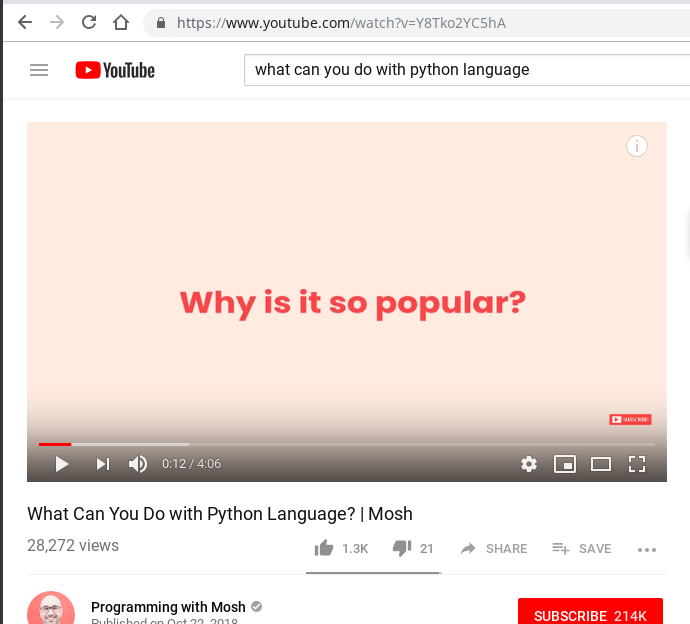 https://www.youtube.com/watch?v=Y8Tko2YC5hA
YouTube
what can you do with python language
i
Why is it so popular?
SUBSCRIBE
0:12 / 4:06
What Can You Do with Python Language? | Mosh
28,272 views
1.3K
21
SHARE
SAVE
Programming with Mosh
Published on Oct 22, 2018
SUBSCRIBE 214K